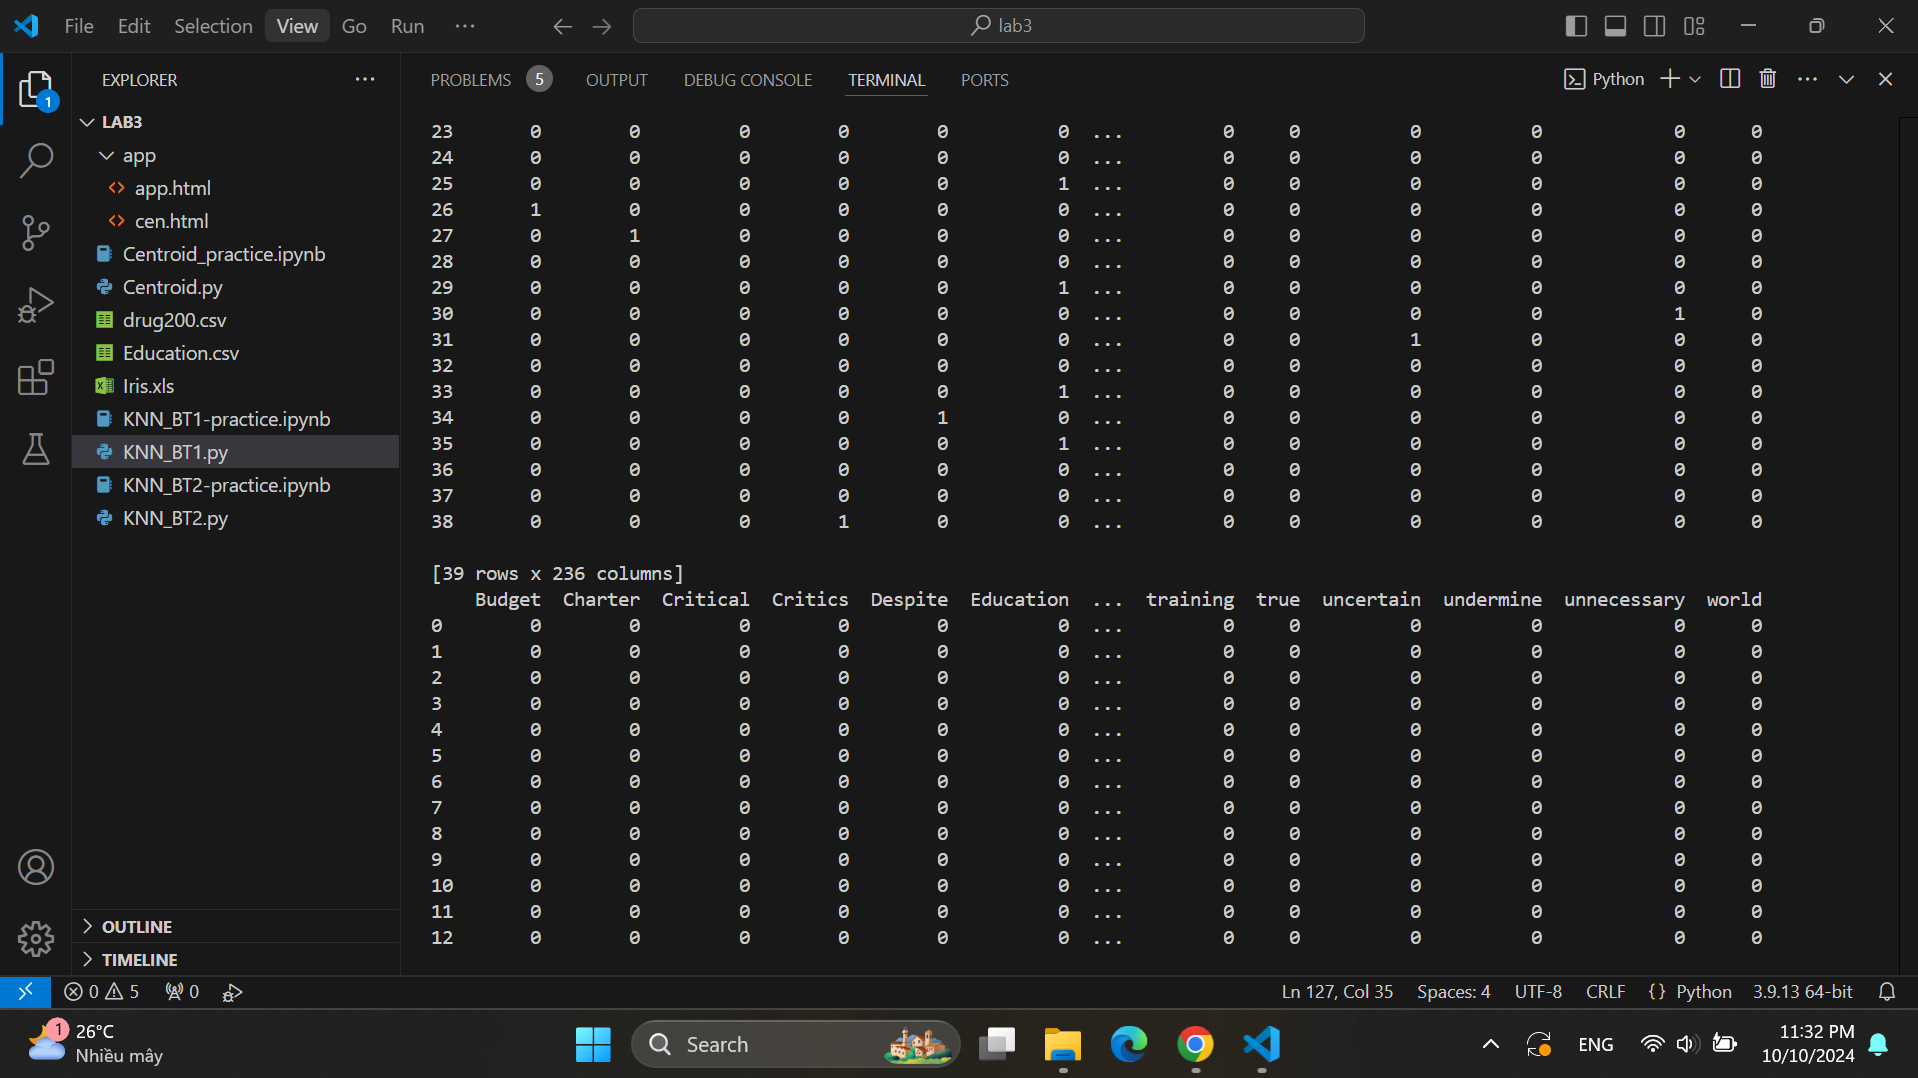 File Edit Selection View Go Run ··· lab3
EXPLORER ···
1
LAB3
app
app.html
cen.html
Centroid_practice.ipynb
Centroid.py
drug200.csv
Education.csv
Iris.xls
KNN_BT1-practice.ipynb
KNN_BT1.py
KNN_BT2-practice.ipynb
KNN_BT2.py
OUTLINE
TIMELINE
PROBLEMS 5 OUTPUT DEBUG CONSOLE TERMINAL PORTS Python ···
23 0 0 0 0 0 0 ... 0 0 0 0 0 0
24 0 0 0 0 0 0 ... 0 0 0 0 0 0
25 0 0 0 0 0 1 ... 0 0 0 0 0 0
26 1 0 0 0 0 0 ... 0 0 0 0 0 0
27 0 1 0 0 0 0 ... 0 0 0 0 0 0
28 0 0 0 0 0 0 ... 0 0 0 0 0 0
29 0 0 0 0 0 1 ... 0 0 0 0 0 0
30 0 0 0 0 0 0 ... 0 0 0 0 1 0
31 0 0 0 0 0 0 ... 0 0 1 0 0 0
32 0 0 0 0 0 0 ... 0 0 0 0 0 0
33 0 0 0 0 0 1 ... 0 0 0 0 0 0
34 0 0 0 0 1 0 ... 0 0 0 0 0 0
35 0 0 0 0 0 1 ... 0 0 0 0 0 0
36 0 0 0 0 0 0 ... 0 0 0 0 0 0
37 0 0 0 0 0 0 ... 0 0 0 0 0 0
38 0 0 0 1 0 0 ... 0 0 0 0 0 0
[39 rows x 236 columns]
Budget Charter Critical Critics Despite Education ... training true uncertain undermine unnecessary world
0 0 0 0 0 0 0 ... 0 0 0 0 0 0
1 0 0 0 0 0 0 ... 0 0 0 0 0 0
2 0 0 0 0 0 0 ... 0 0 0 0 0 0
3 0 0 0 0 0 0 ... 0 0 0 0 0 0
4 0 0 0 0 0 0 ... 0 0 0 0 0 0
5 0 0 0 0 0 0 ... 0 0 0 0 0 0
6 0 0 0 0 0 0 ... 0 0 0 0 0 0
7 0 0 0 0 0 0 ... 0 0 0 0 0 0
8 0 0 0 0 0 0 ... 0 0 0 0 0 0
9 0 0 0 0 0 0 ... 0 0 0 0 0 0
10 0 0 0 0 0 0 ... 0 0 0 0 0 0
11 0 0 0 0 0 0 ... 0 0 0 0 0 0
12 0 0 0 0 0 0 ... 0 0 0 0 0 0
0 5 0 Ln 127, Col 35 Spaces: 4 UTF-8 CRLF {} Python 3.9.13 64-bit
1 26°C
Nhiều mây
Search
ENG
11:32 PM
10/10/2024